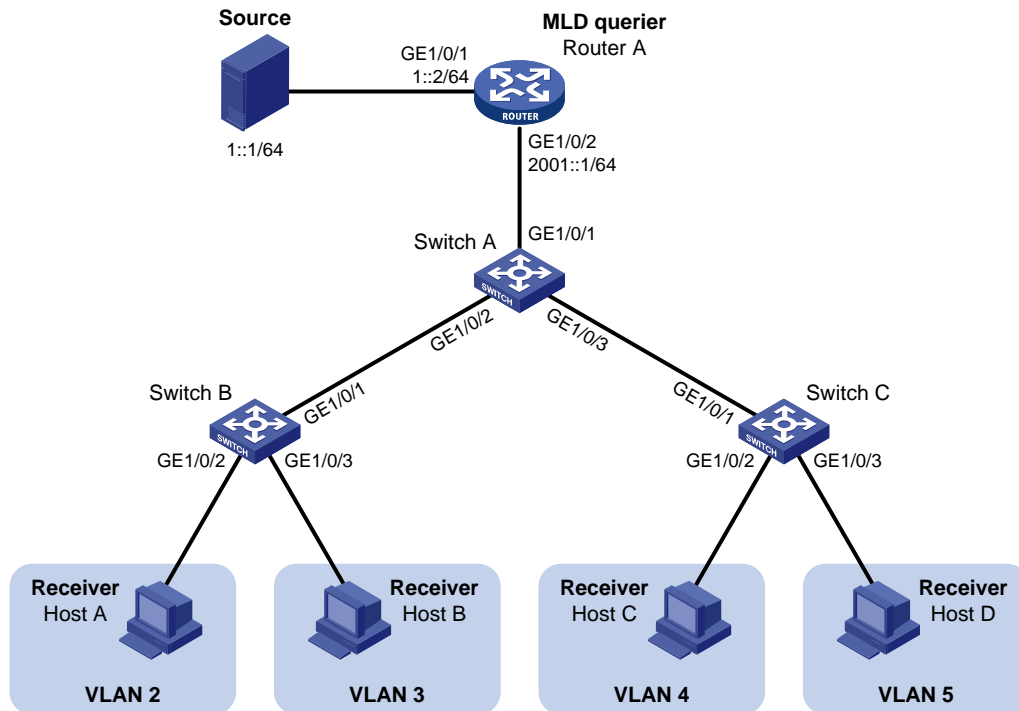 Source
MLD querier
Router A
GE1/0/1
1::2/64
ROUTER
1::1/64
GE1/0/2
2001::1/64
GE1/0/1
Switch A
SWITCH
GE1/0/2
GE1/0/3
Switch B
GE1/0/1
SWITCH
GE1/0/2
GE1/0/3
GE1/0/1
Switch C
SWITCH
GE1/0/2
GE1/0/3
Receiver
Host A
VLAN 2
Receiver
Host B
VLAN 3
Receiver
Host C
VLAN 4
Receiver
Host D
VLAN 5